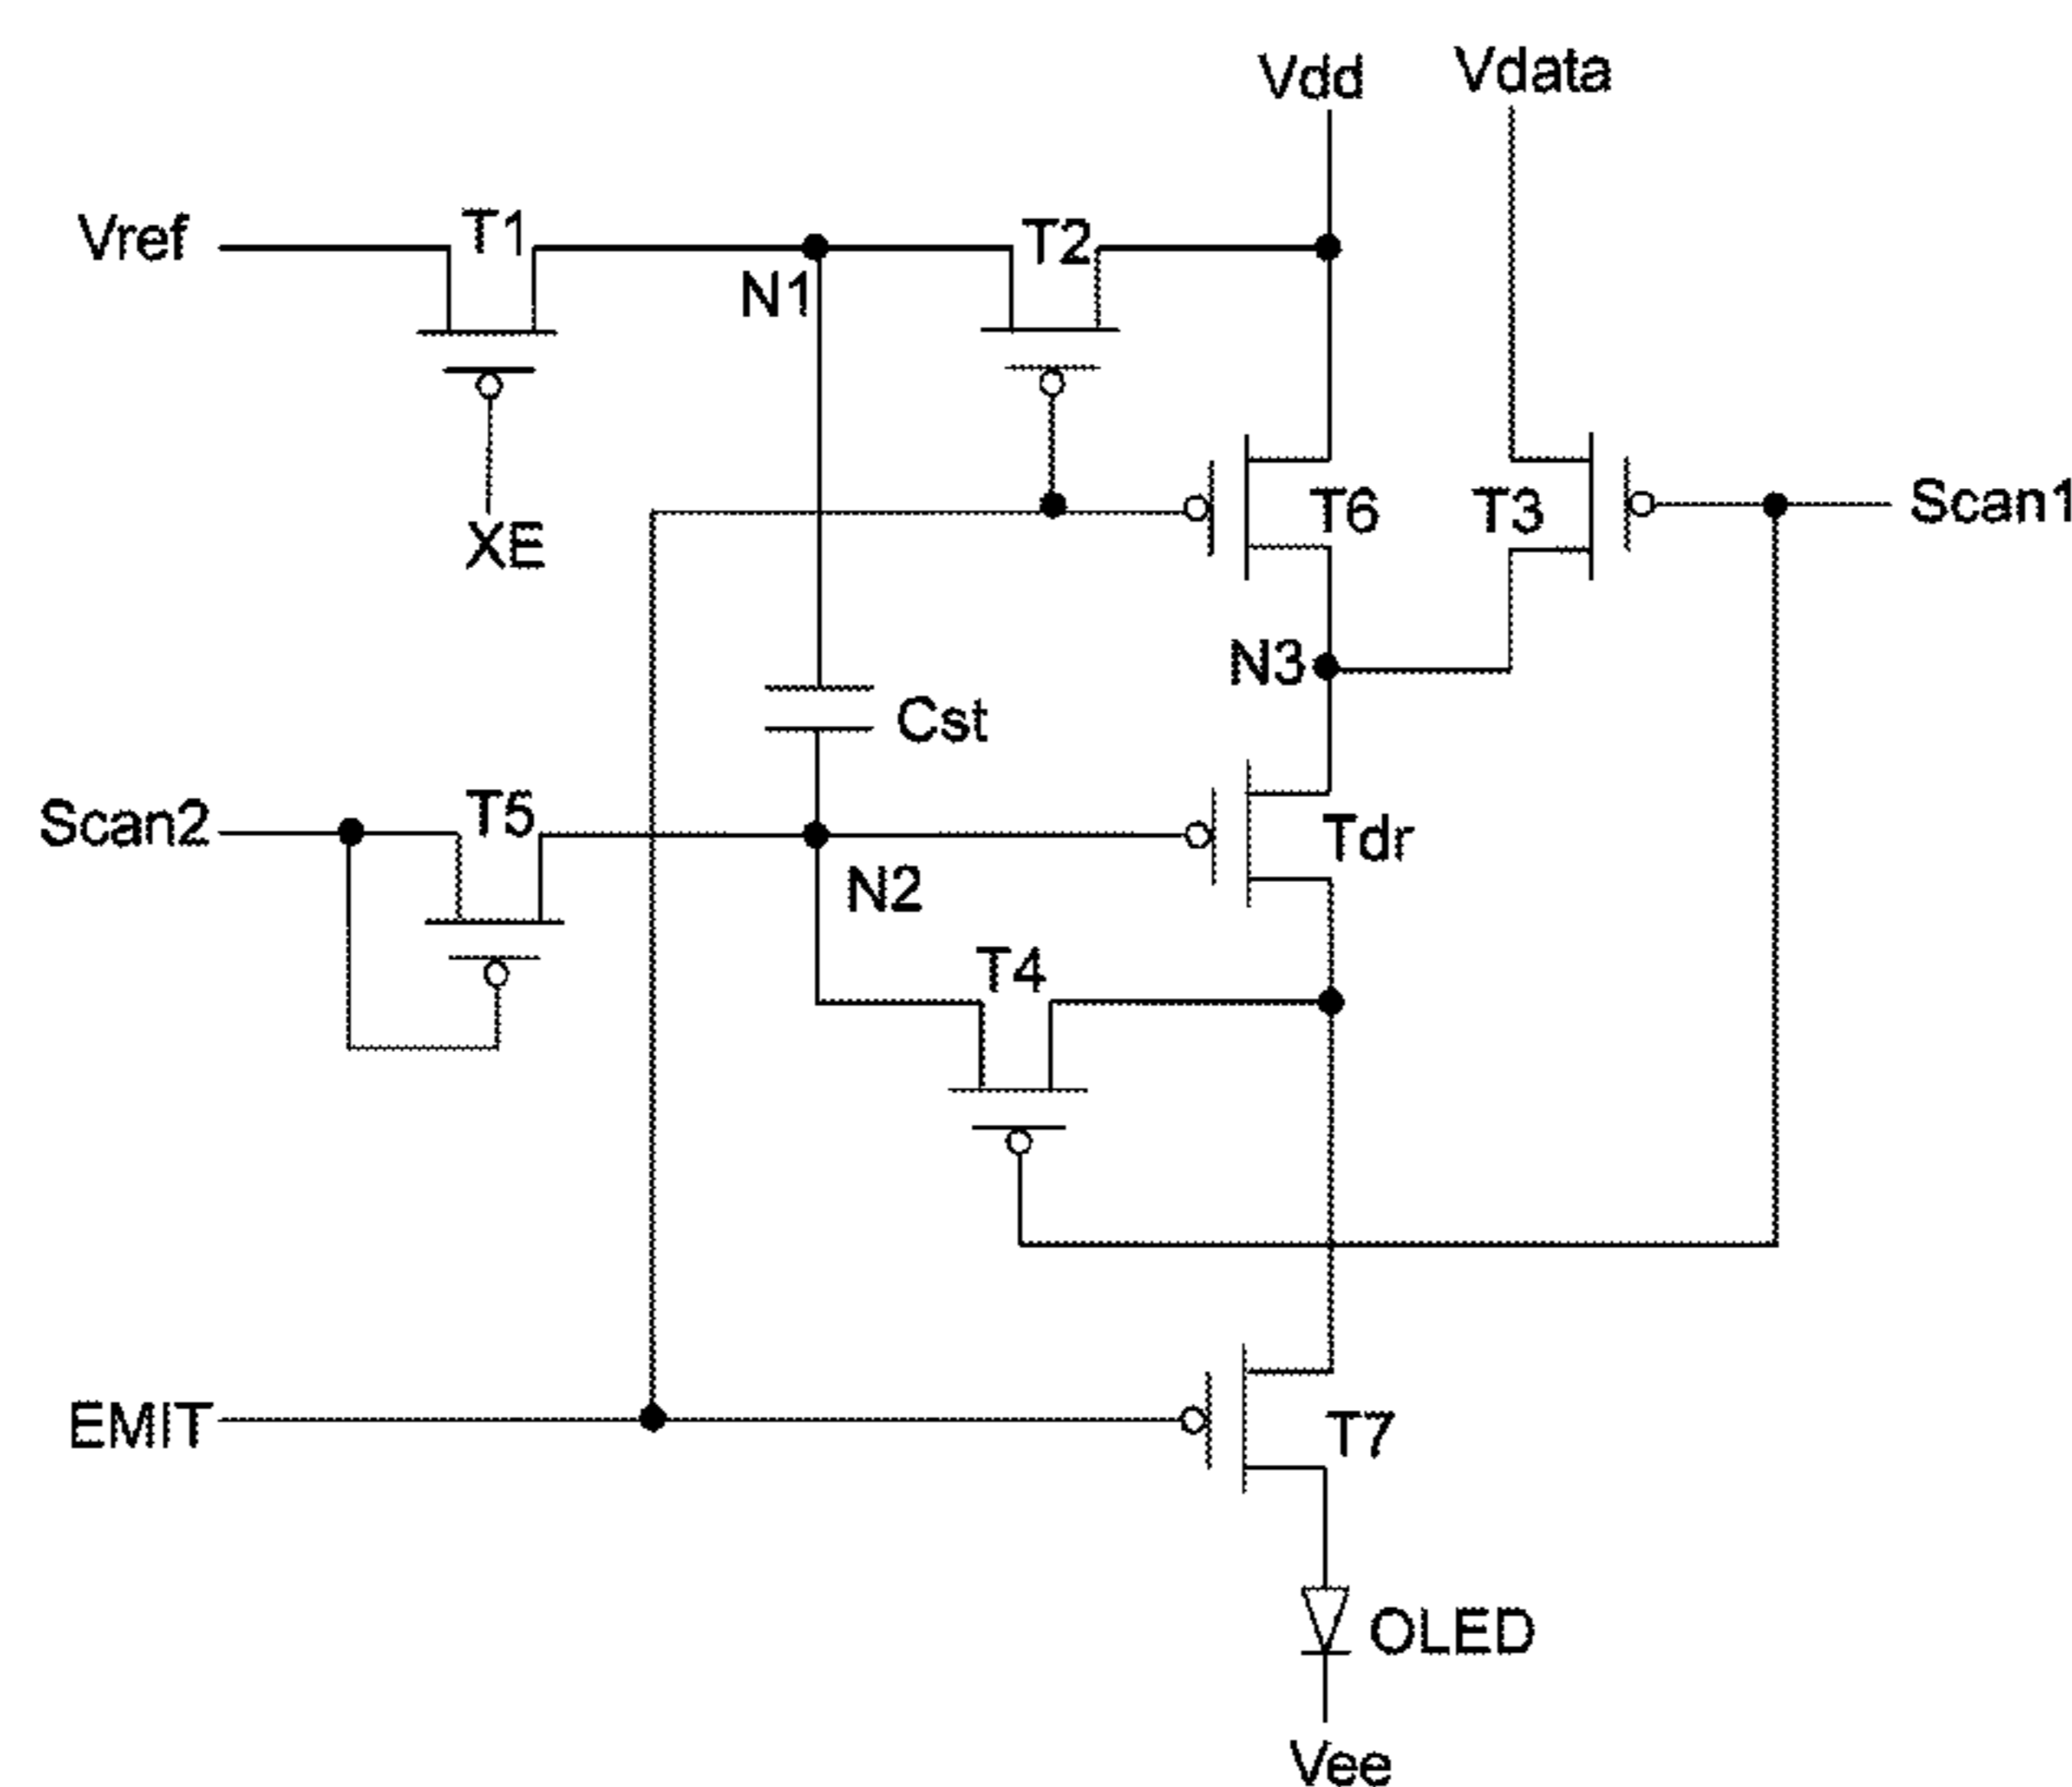 Vdd
Vdata
Vref
T1
T2
N1
XE
T6
T3
Scan1
N3
Cst
Scan2
T5
Tdr
N2
T4
EMIT
T7
OLED
Vee